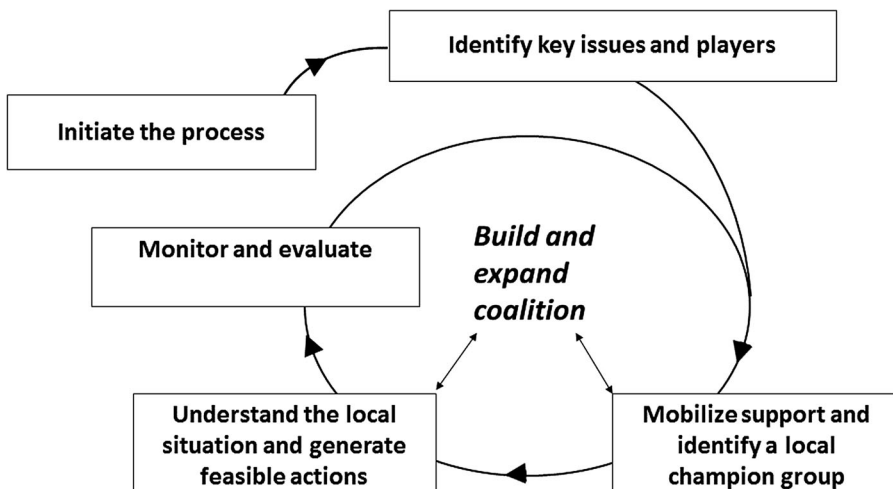 Identify key issues and players
Initiate the process
Monitor and evaluate
Build and
expand
coalition
Understand the local
situation and generate
feasible actions
Mobilize support and
identify a local
champion group